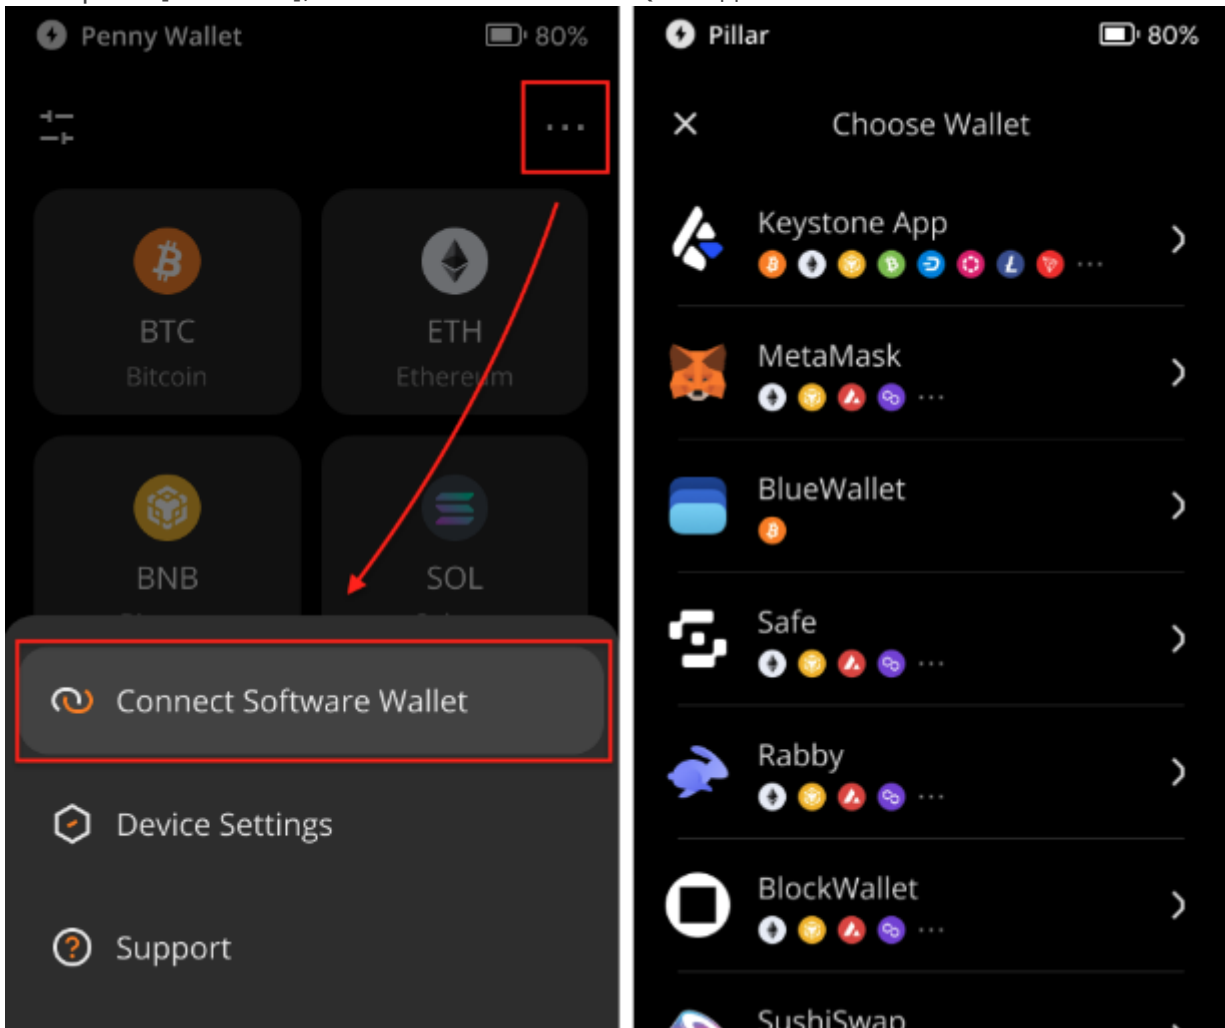 Penny Wallet 80%
...
BTC
Bitcoin
ETH
Ethereum
BNB
SOL
Connect Software Wallet
Device Settings
Support
Pillar 80%
Choose Wallet
Keystone App
...
MetaMask
...
BlueWallet
Safe
...
Rabby
...
BlockWallet
...
SushiSwap